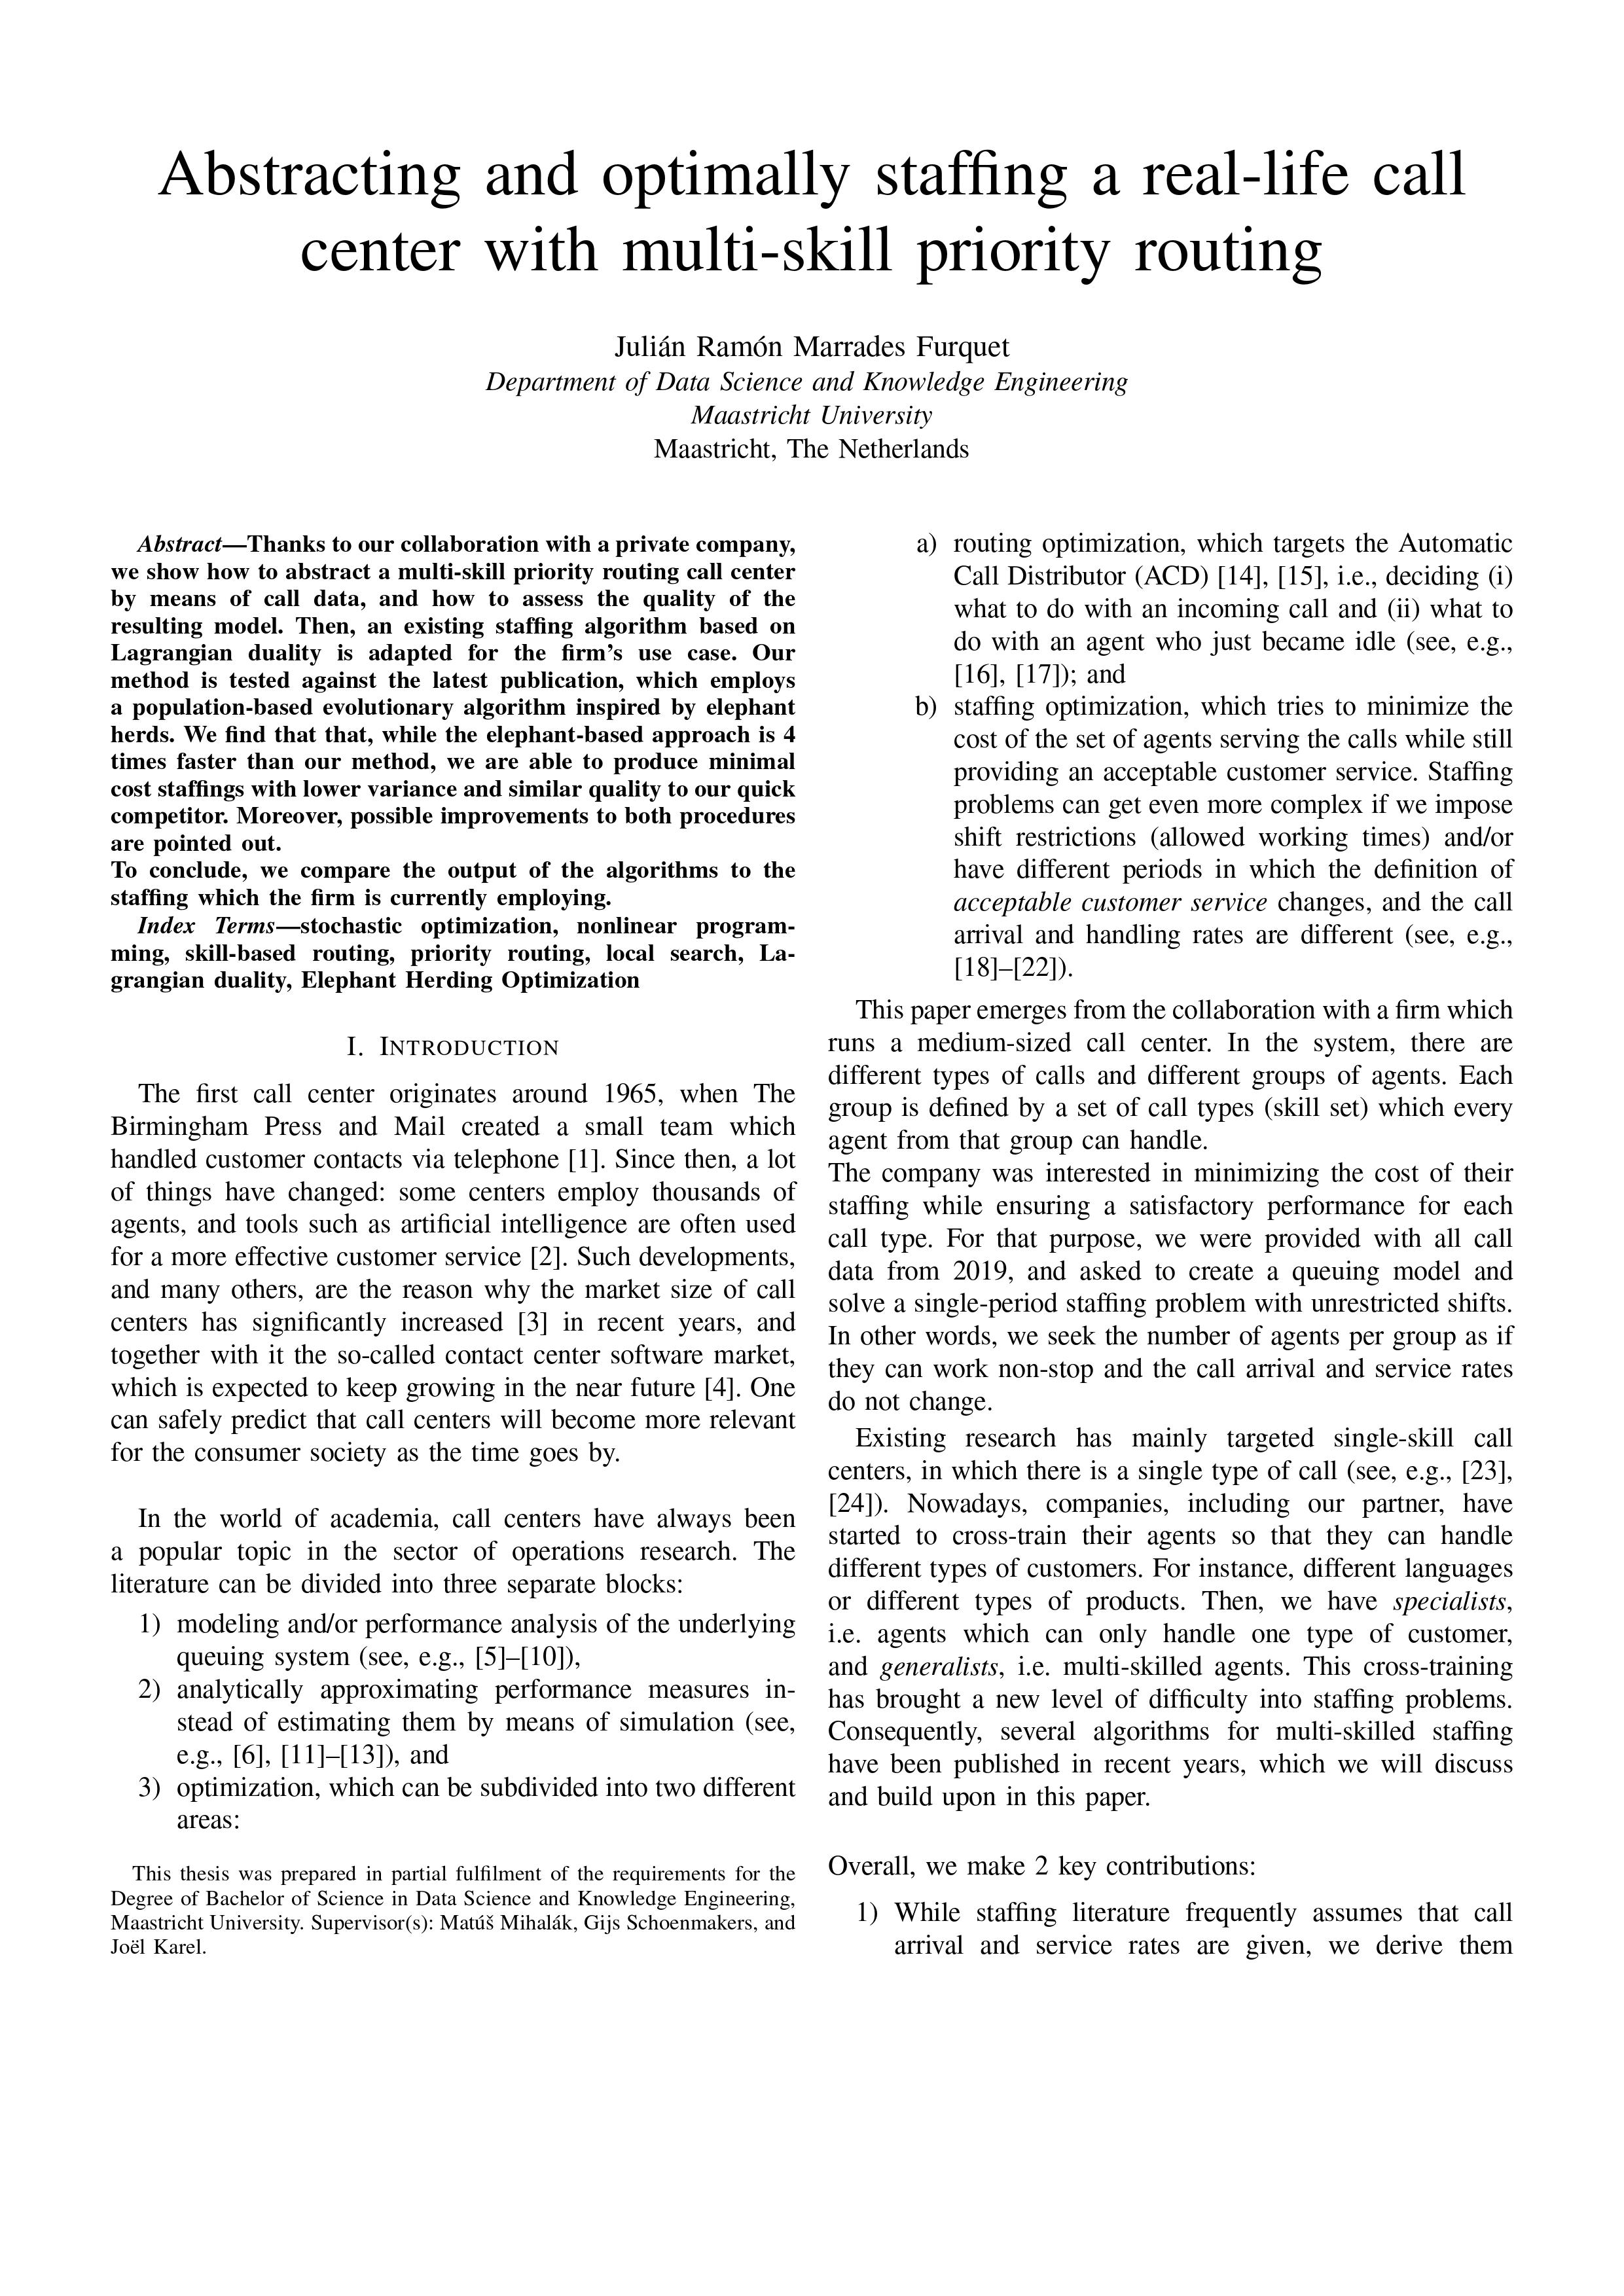 Abstracting and optimally staffing a real-life call
center with multi-skill priority routing
Julián Ramón Marrades Furquet
Department of Data Science and Knowledge Engineering
Maastricht University
Maastricht, The Netherlands
Abstract—Thanks to our collaboration with a private company,
we show how to abstract a multi-skill priority routing call center
by means of call data, and how to assess the quality of the
resulting model. Then, an existing staffing algorithm based on
Lagrangian duality is adapted for the firm's use case. Our
method is tested against the latest publication, which employs
a population-based evolutionary algorithm inspired by elephant
herds. We find that that, while the elephant-based approach is 4
times faster than our method, we are able to produce minimal
cost staffings with lower variance and similar quality to our quick
competitor. Moreover, possible improvements to both procedures
are pointed out.
To conclude, we compare the output of the algorithms to the
staffing which the firm is currently employing.
Index Terms—stochastic optimization, nonlinear program-
ming, skill-based routing, priority routing, local search, La-
grangian duality, Elephant Herding Optimization
I. INTRODUCTION
The first call center originates around 1965, when The
Birmingham Press and Mail created a small team which
handled customer contacts via telephone [1]. Since then, a lot
of things have changed: some centers employ thousands of
agents, and tools such as artificial intelligence are often used
for a more effective customer service [2]. Such developments,
and many others, are the reason why the market size of call
centers has significantly increased [3] in recent years, and
together with it the so-called contact center software market,
which is expected to keep growing in the near future [4]. One
can safely predict that call centers will become more relevant
for the consumer society as the time goes by.
In the world of academia, call centers have always been
a popular topic in the sector of operations research. The
literature can be divided into three separate blocks:
1) modeling and/or performance analysis of the underlying
queuing system (see, e.g., [5]–[10]),
2) analytically approximating performance measures in-
stead of estimating them by means of simulation (see,
e.g., [6], [11]–[13]), and
3) optimization, which can be subdivided into two different
areas:
This thesis was prepared in partial fulfilment of the requirements for the
Degree of Bachelor of Science in Data Science and Knowledge Engineering,
Maastricht University. Supervisor(s): Matúš Mihalák, Gijs Schoenmakers, and
Joël Karel.
a) routing optimization, which targets the Automatic
Call Distributor (ACD) [14], [15], i.e., deciding (i)
what to do with an incoming call and (ii) what to
do with an agent who just became idle (see, e.g.,
[16], [17]); and
b) staffing optimization, which tries to minimize the
cost of the set of agents serving the calls while still
providing an acceptable customer service. Staffing
problems can get even more complex if we impose
shift restrictions (allowed working times) and/or
have different periods in which the definition of
acceptable customer service changes, and the call
arrival and handling rates are different (see, e.g.,
[18]–[22]).
This paper emerges from the collaboration with a firm which
runs a medium-sized call center. In the system, there are
different types of calls and different groups of agents. Each
group is defined by a set of call types (skill set) which every
agent from that group can handle.
The company was interested in minimizing the cost of their
staffing while ensuring a satisfactory performance for each
call type. For that purpose, we were provided with all call
data from 2019, and asked to create a queuing model and
solve a single-period staffing problem with unrestricted shifts.
In other words, we seek the number of agents per group as if
they can work non-stop and the call arrival and service rates
do not change.
Existing research has mainly targeted single-skill call
centers, in which there is a single type of call (see, e.g., [23],
[24]). Nowadays, companies, including our partner, have
started to cross-train their agents so that they can handle
different types of customers. For instance, different languages
or different types of products. Then, we have specialists,
i.e. agents which can only handle one type of customer,
and generalists, i.e. multi-skilled agents. This cross-training
has brought a new level of difficulty into staffing problems.
Consequently, several algorithms for multi-skilled staffing
have been published in recent years, which we will discuss
and build upon in this paper.
Overall, we make 2 key contributions:
1) While staffing literature frequently assumes that call
arrival and service rates are given, we derive them